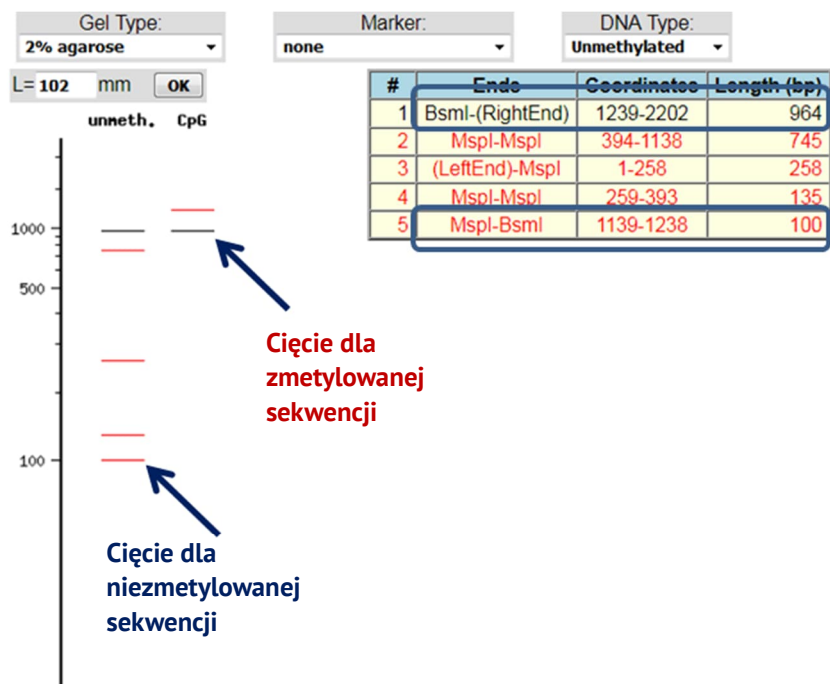 Gel Type: Marker: DNA Type:
2% agarose none Unmethylated
L= 102 mm OK
# Ends Coordinates Length (bp)
1 BsmI-(RightEnd) 1239-2202 964
2 MspI-MspI 394-1138 745
3 (LeftEnd)-MspI 1-258 258
4 MspI-MspI 259-393 135
5 MspI-BsmI 1139-1238 100
unmeth. CpG
1000
500
100
Cięcie dla
zmetylowanej
sekwencji
Cięcie dla
niezmetylowanej
sekwencji